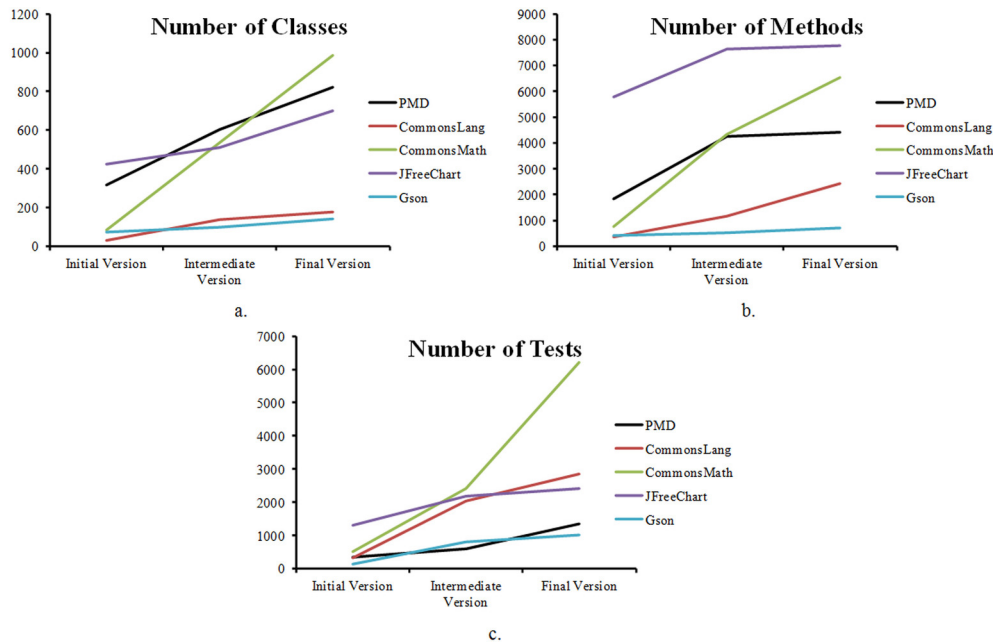 Number of Classes
1200
1000
800
600
400
200
0
Initial Version
Intermediate
Version
Final Version
PMD
CommonsLang
CommonsMath
JFreeChart
Gson
a.
Number of Methods
9000
8000
7000
6000
5000
4000
3000
2000
1000
0
Initial Version
Intermediate
Version
Final Version
PMD
CommonsLang
CommonsMath
JFreeChart
Gson
b.
Number of Tests
7000
6000
5000
4000
3000
2000
1000
0
Initial Version
Intermediate
Version
Final Version
PMD
CommonsLang
CommonsMath
JFreeChart
Gson
c.